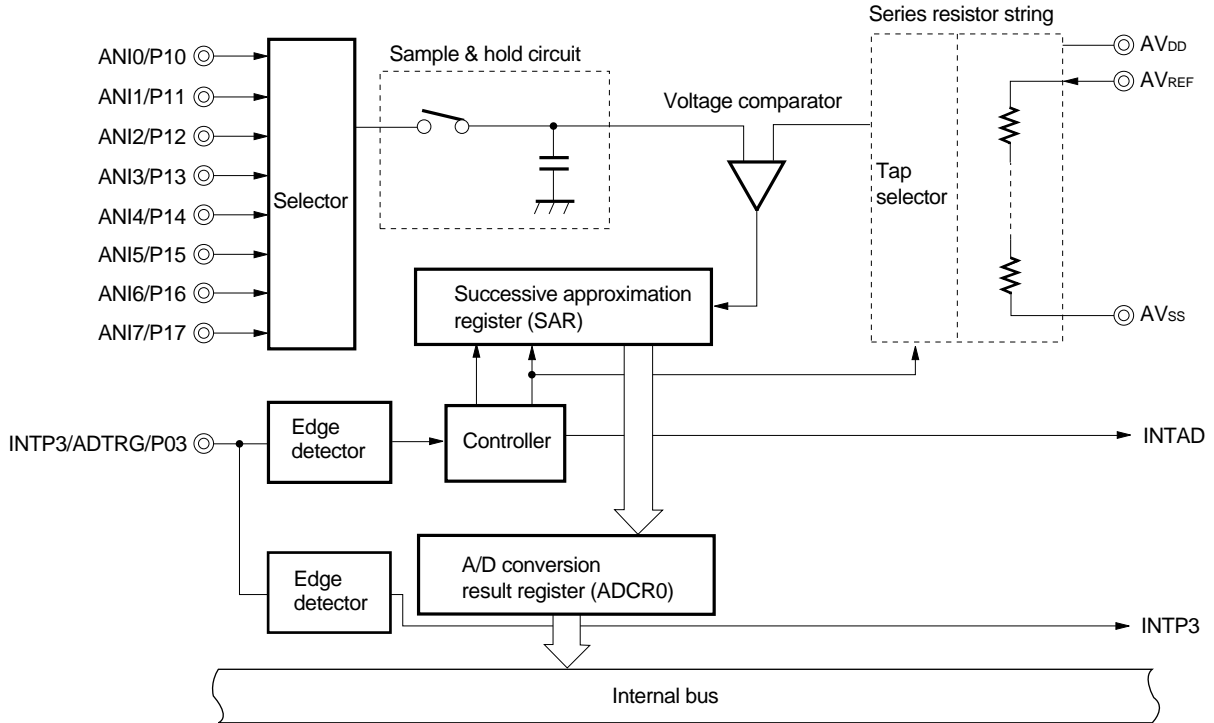 Series resistor string
ANI0/P10
ANI1/P11
ANI2/P12
ANI3/P13
ANI4/P14
ANI5/P15
ANI6/P16
ANI7/P17
Selector
Sample & hold circuit
Voltage comparator
Tap
selector
AVDD
AVREF
AVSS
Successive approximation
register (SAR)
INTP3/ADTRG/P03
Edge
detector
Controller
INTAD
Edge
detector
A/D conversion
result register (ADCR0)
INTP3
Internal bus